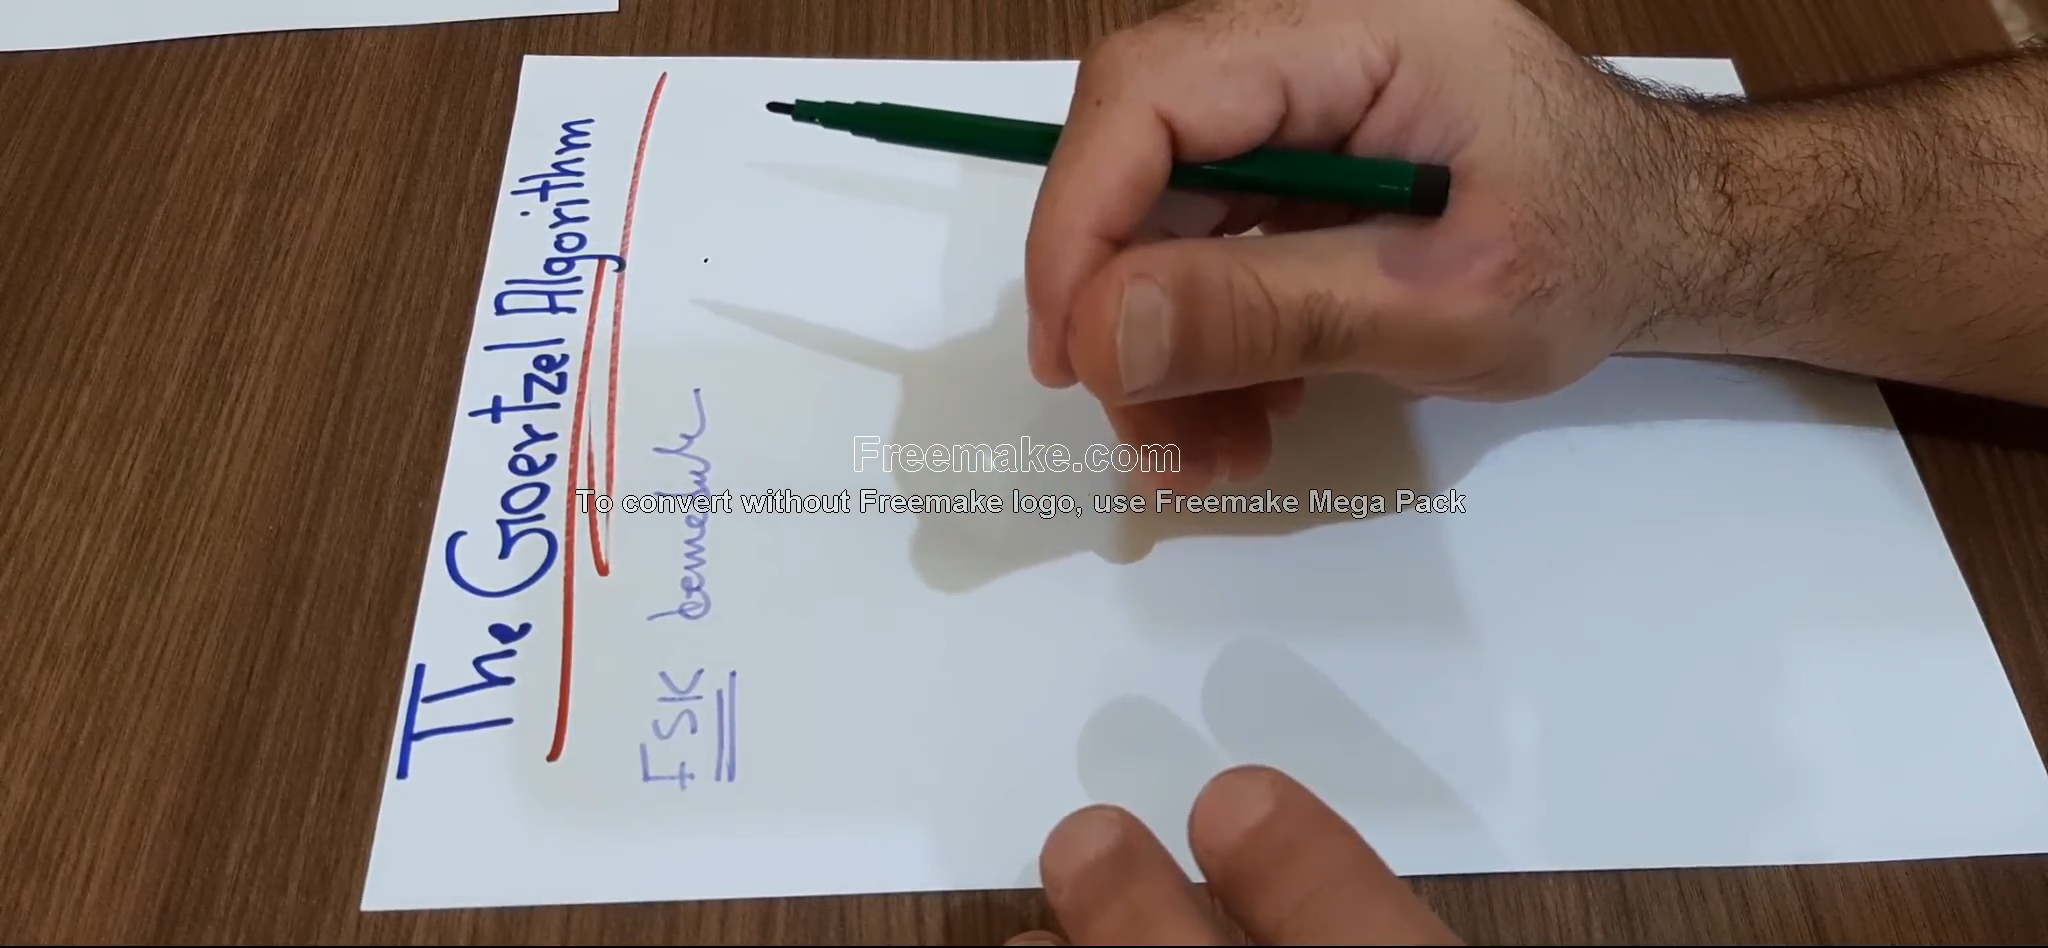 The Goertzel Algorithm
FSK
Freemake.com
To convert without Freemake logo, use Freemake Mega Pack